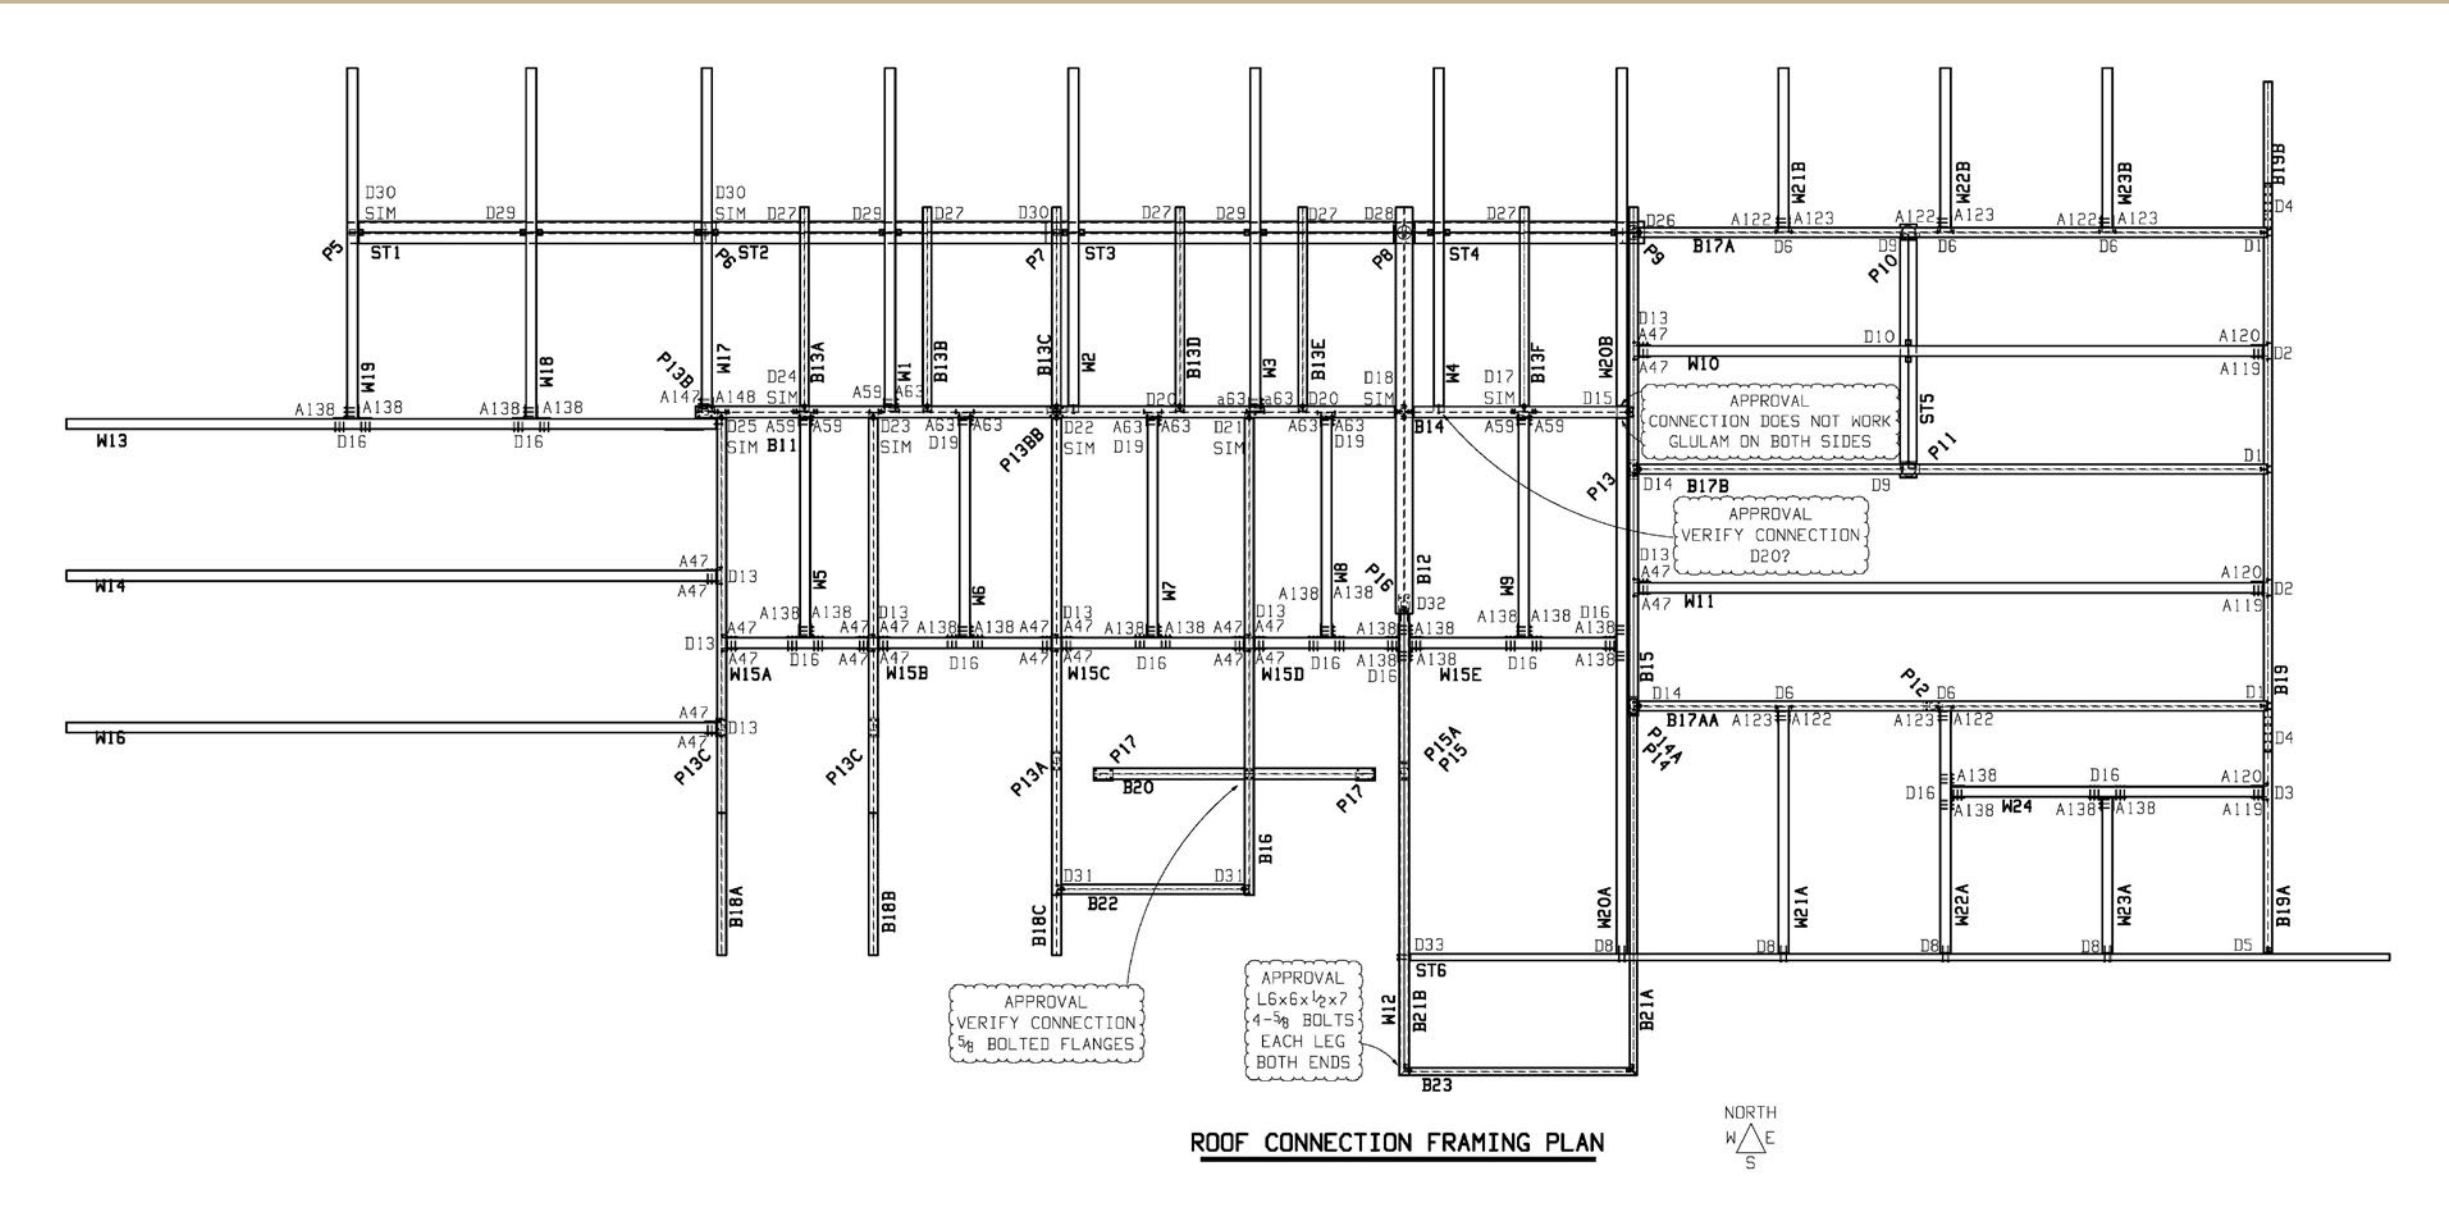 W21B
W22B
W23B
B19B
D30
SIM
D29
D30
SIM
D27
D29
D27
D30
D27
D29
D27
D28
D27
D26
A122
A123
A122
A123
A122
A123
D4
P5
ST1
P6
ST2
P7
ST3
P8
ST4
P9
B17A
D6
D9
D6
D6
D1
P10
D13
A47
D10
A120
W10
D2
A47
A119
W19
W18
P13B
W17
B13A
W1
B13B
B13C
W2
B13D
W3
B13E
W4
B13F
W20B
D24
SIM
D18
SIM
D17
SIM
D15
A138
A138
A138
A138
A147
A148
A59
A63
D20
a63
a63
D20
W13
D16
D16
D25
SIM
B11
A59
A59
D23
SIM
A63
A63
D19
P13BB
D22
SIM
A63
A63
D19
D21
SIM
A63
A63
D19
B14
A59
A59
APPROVAL
CONNECTION DOES NOT WORK
GLULAM ON BOTH SIDES
ST5
P11
D1
P13
D14
B17B
D9
APPROVAL
VERIFY CONNECTION
D20?
D13
A47
A120
A47
W11
D2
A119
W14
A47
A47
D13
W5
W6
W7
W8
P16
B12
W9
D32
A138
A138
D13
A47
A138
A138
A47
D13
A47
A138
A138
A47
D13
A47
A138
A138
A47
D13
A47
A138
A138
A138
A138
A138
A138
D16
A138
D13
A47
W15A
D16
A47
A47
W15B
D16
A47
A47
W15C
D16
A47
A47
W15D
D16
A138
D16
A138
W15E
D16
A138
B15
B19
D14
D6
P12
D6
D1
B17AA
A123
A122
A123
A122
D4
W16
A47
A47
D13
P13C
P13C
P13A
P17
B20
P17
P15A
P15
P14A
P14
D16
A138
D16
A120
D3
A138
W24
A138
A138
A119
B16
D31
D31
B22
B18A
B18B
B18C
W20A
W21A
W22A
W23A
B19A
D33
D8
D8
D8
D8
D5
ST6
APPROVAL
VERIFY CONNECTION
5/8 BOLTED FLANGES
APPROVAL
L6x6x1/2x7
4-5/8 BOLTS
EACH LEG
BOTH ENDS
W12
B21B
B21A
B23
ROOF CONNECTION FRAMING PLAN
NORTH
W E
S